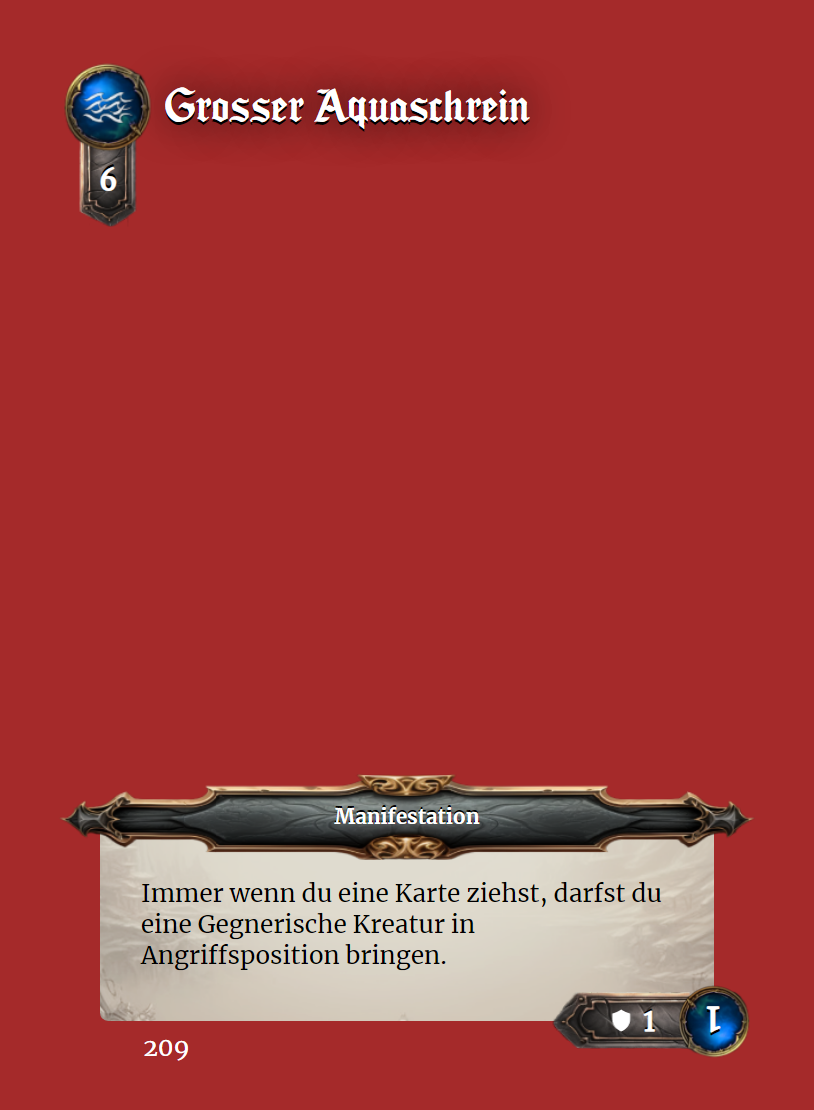 Grosser Aquaschrein
6
Manifestation
Immer wenn du eine Karte ziehst, darfst du
eine Gegnerische Kreatur in
Angriffsposition bringen.
1 1
209